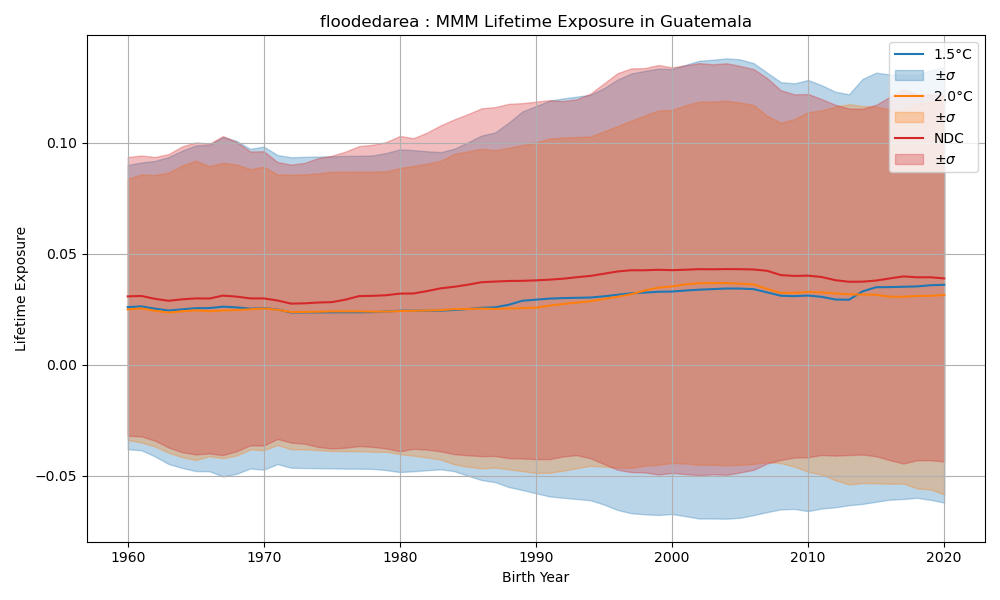 floodedarea : MMM Lifetime Exposure in Guatemala
1.5°C
±σ
2.0°C
±σ
NDC
±σ
Lifetime Exposure
0.10
0.05
0.00
−0.05
1960 1970 1980 1990 2000 2010 2020
Birth Year